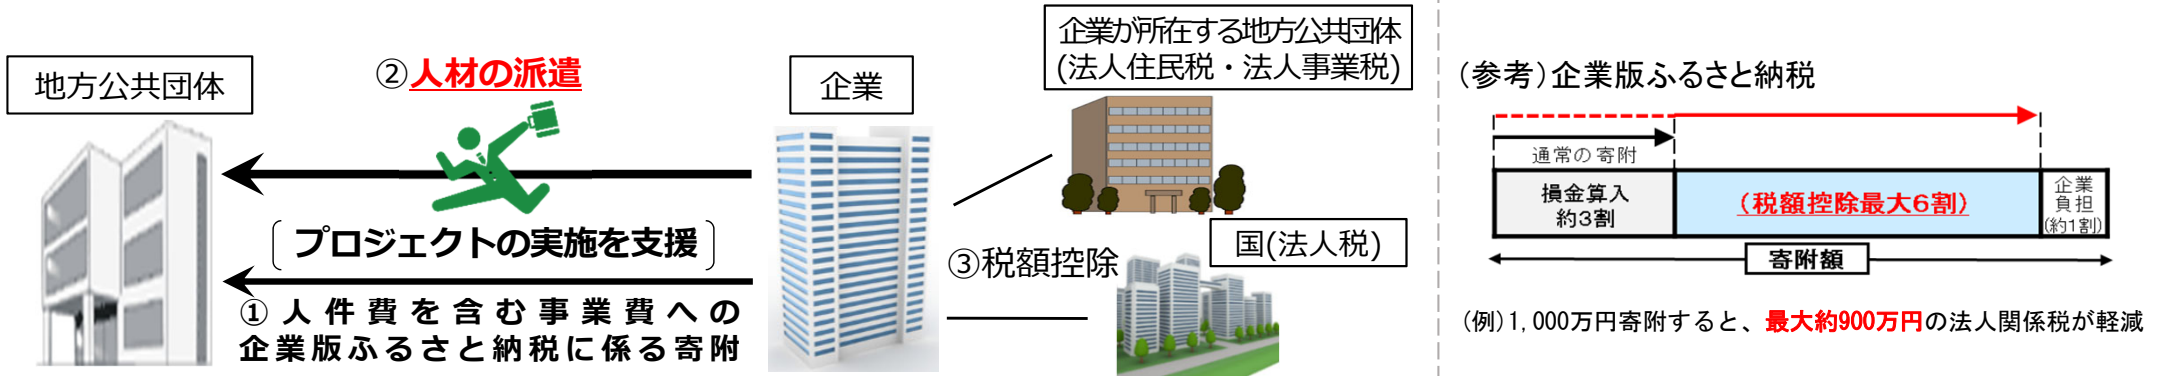 地方公共団体
②人材の派遣
プロジェクトの実施を支援
①人件費を含む事業費への
企業版ふるさと納税に係る寄附
企業
企業が所在する地方公共団体
(法人住民税・法人事業税)
③税額控除
国(法人税)
(参考)企業版ふるさと納税
通常の寄附
損金算入
約3割
(税額控除最大6割)
企業
負担
(約1割)
寄附額
(例)1,000万円寄附すると、最大約900万円の法人関係税が軽減